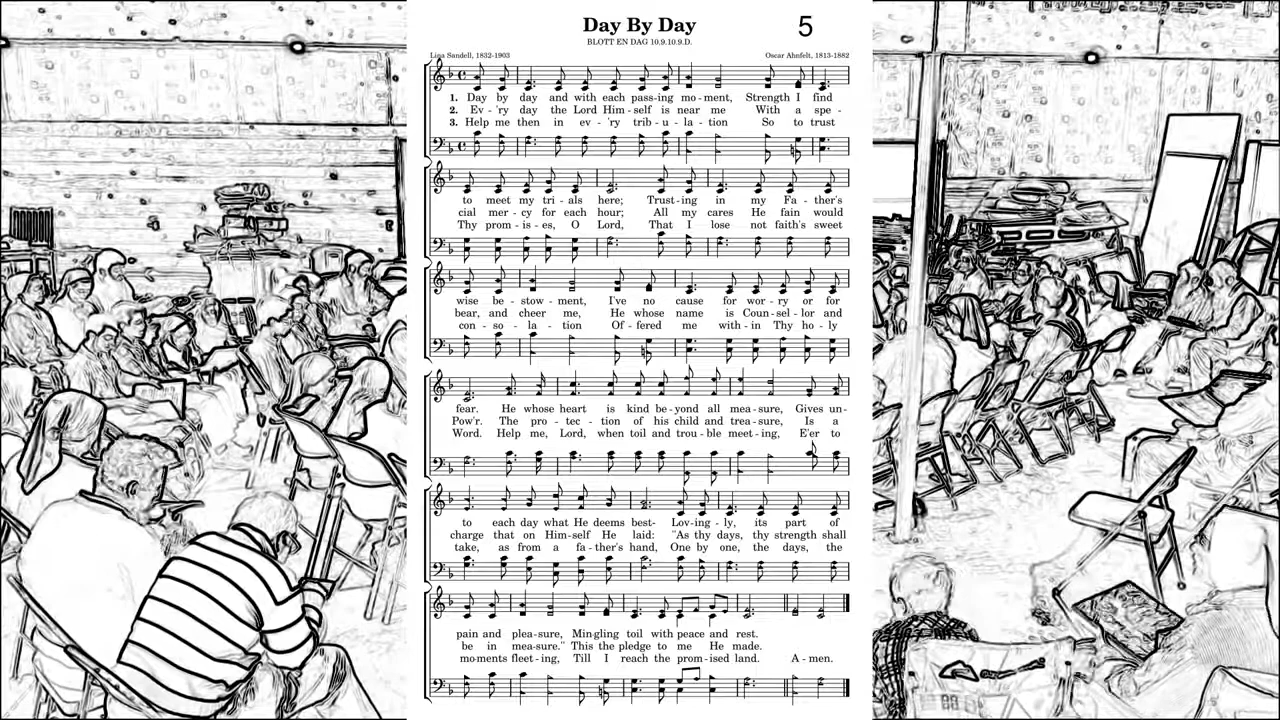 Day By Day 5
BLOTT EN DAG 10.9.10.9.D.
Lina Sandell, 1832-1903 Oscar Ahnfelt, 1813-1882
1. Day by day and with each pass-ing mo-ment, Strength I find
2. Ev-'ry day the Lord Him-self is near me With a spe-
3. Help me then in ev-'ry trib-u-la-tion So to trust
to meet my tri-als here; Trust-ing in my Fa-ther's
cial mer-cy for each hour; All my cares He fain would
Thy prom-is-es, O Lord, That I lose not faith's sweet
wise be-stow-ment, I've no cause for wor-ry or for
bear, and cheer me, He whose name is Coun-sel-lor and
con-so-la-tion Of-fered me with-in Thy ho-ly
fear. He whose heart is kind be-yond all mea-sure, Gives un-
Pow'r. The pro-tec-tion of his child and trea-sure, Is a
Word. Help me, Lord, when toil and trou-ble meet-ing, E'er to
to each day what He deems best- Lov-ing-ly, its part of
charge that on Him-self He laid: "As thy days, thy strength shall
take, as from a fa-ther's hand, One by one, the days, the
pain and plea-sure, Min-gling toil with peace and rest.
be in mea-sure." This the pledge to me He made.
mo-ments fleet-ing, Till I reach the prom-ised land. A-men.